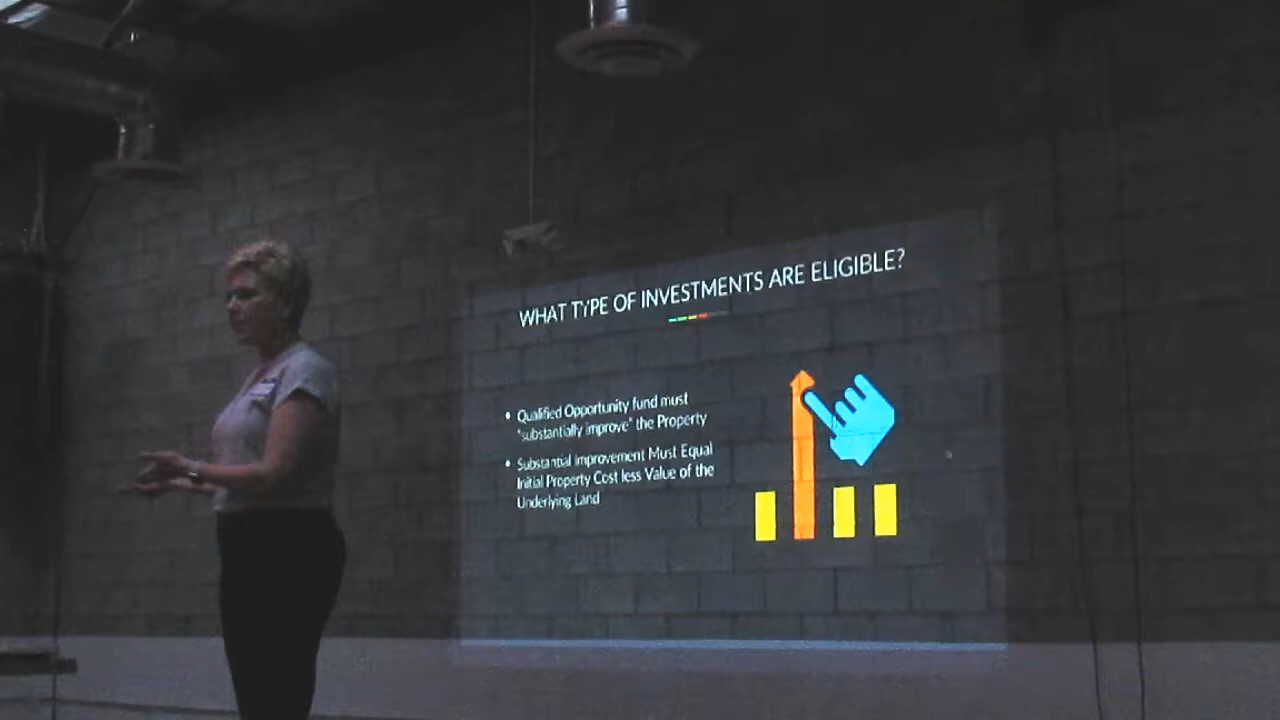 WHAT TYPE OF INVESTMENTS ARE ELIGIBLE?
• Qualified Opportunity fund must
"substantially improve" the Property
• Substantial Improvement Must Equal
Initial Property Cost less Value of the
Underlying Land